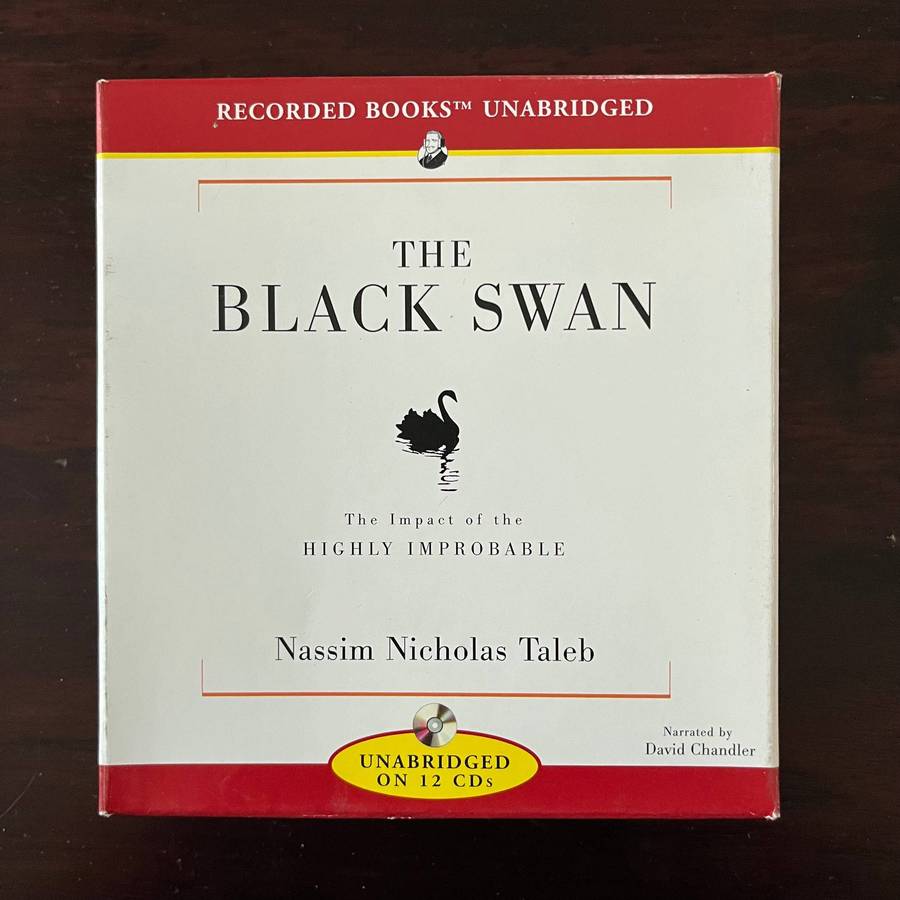 RECORDED BOOKS™ UNABRIDGED
THE
BLACK SWAN
The Impact of the
HIGHLY IMPROBABLE
Nassim Nicholas Taleb
Narrated by
David Chandler
UNABRIDGED
ON 12 CDs